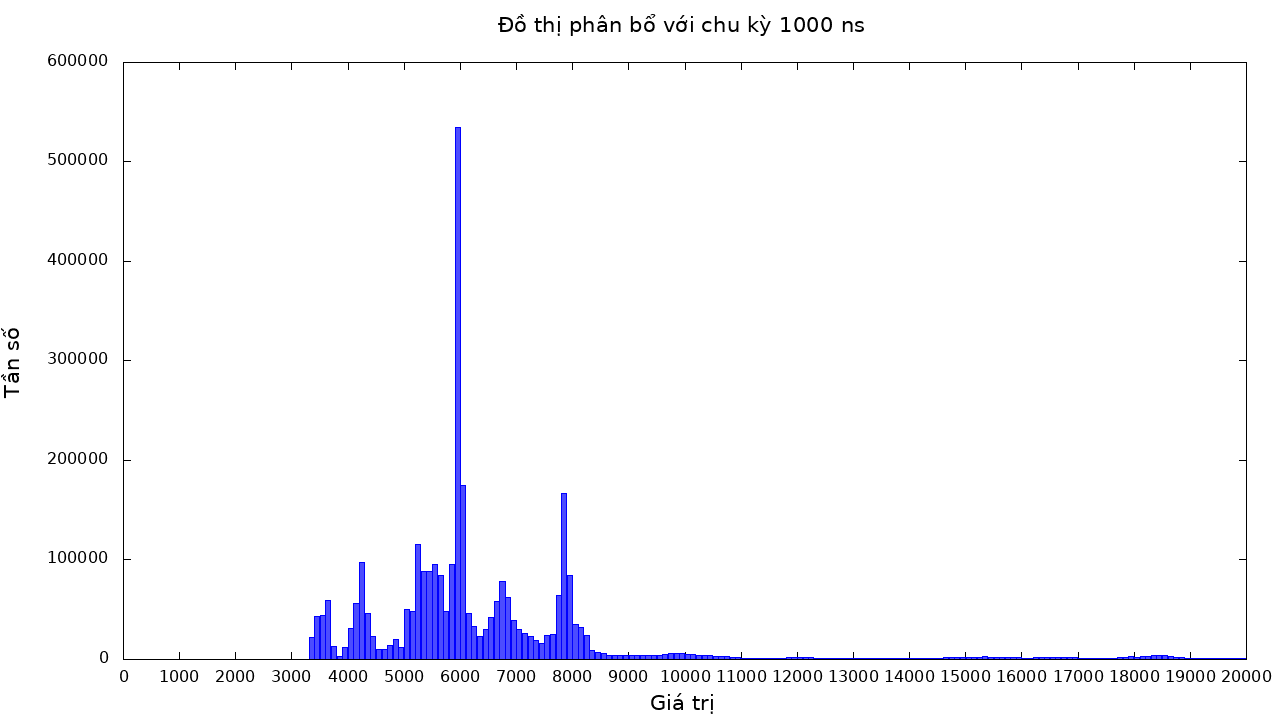 Đồ thị phân bổ với chu kỳ 1000 ns
600000
500000
400000
300000
200000
100000
0
Tần số
0 1000 2000 3000 4000 5000 6000 7000 8000 9000 10000 11000 12000 13000 14000 15000 16000 17000 18000 19000 20000
Giá trị